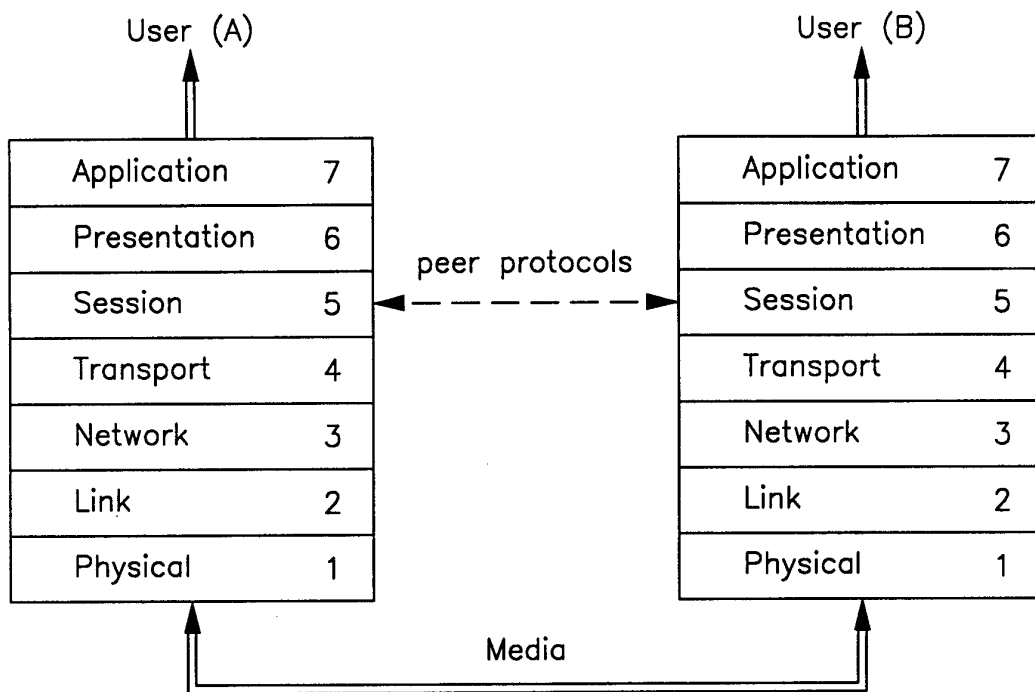 User (A)
User (B)
Application 7
Presentation 6
Session 5
Transport 4
Network 3
Link 2
Physical 1
peer protocols
Application 7
Presentation 6
Session 5
Transport 4
Network 3
Link 2
Physical 1
Media